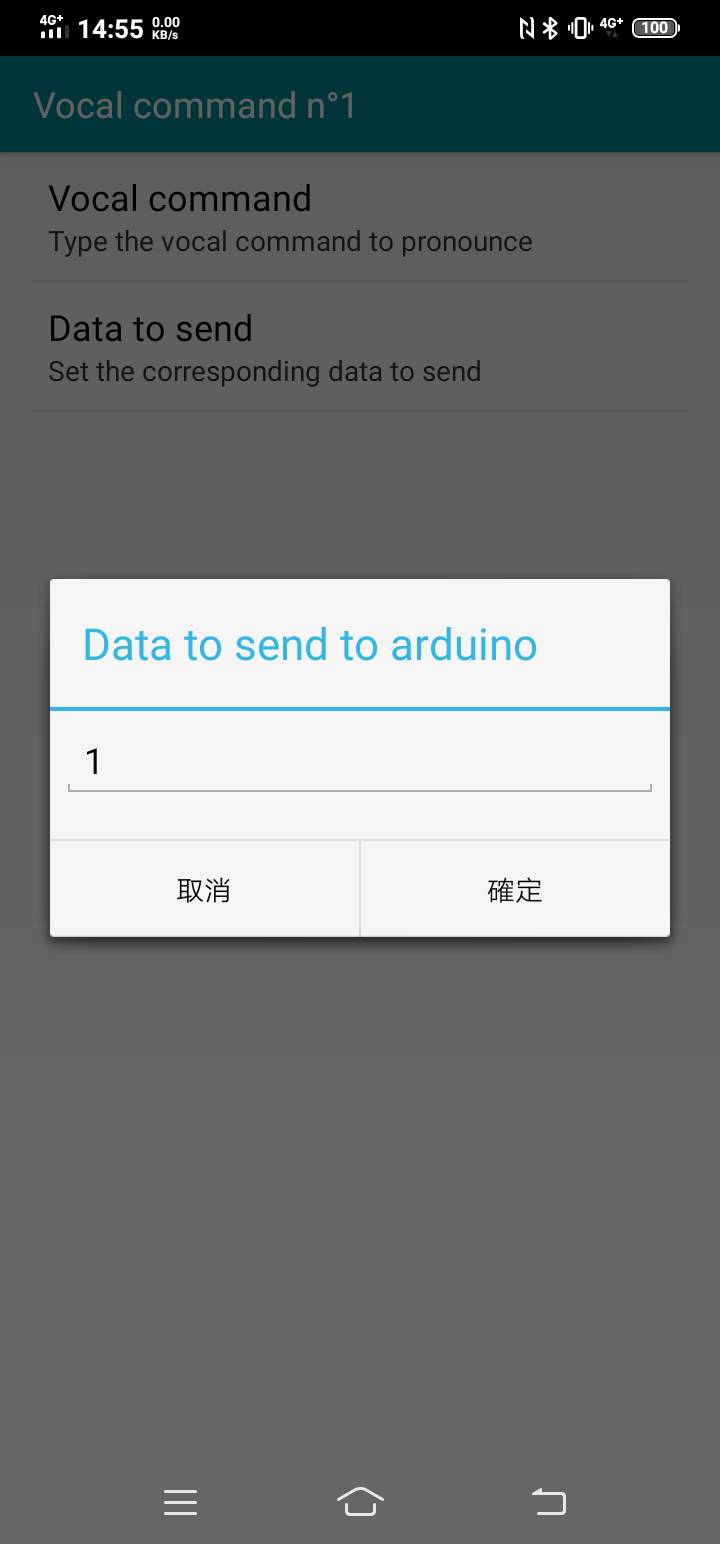 4G+ 14:55 0.00 KB/s 4G+ 100
Vocal command n°1
Vocal command
Type the vocal command to pronounce
Data to send
Set the corresponding data to send
Data to send to arduino
1
取消 確定